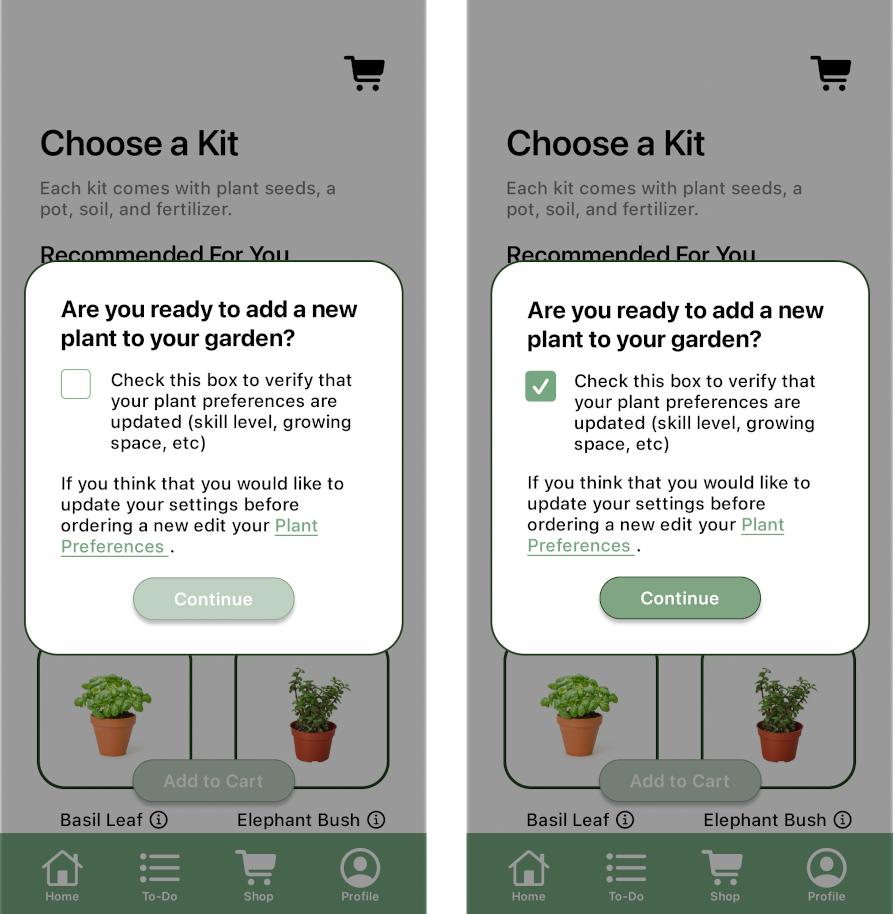 Choose a Kit
Each kit comes with plant seeds, a
pot, soil, and fertilizer.
Recommended For You
Are you ready to add a new
plant to your garden?
Check this box to verify that
your plant preferences are
updated (skill level, growing
space, etc)
If you think that you would like to
update your settings before
ordering a new edit your Plant
Preferences .
Continue
Add to Cart
Basil Leaf
Elephant Bush
Home
To-Do
Shop
Profile
Choose a Kit
Each kit comes with plant seeds, a
pot, soil, and fertilizer.
Recommended For You
Are you ready to add a new
plant to your garden?
Check this box to verify that
your plant preferences are
updated (skill level, growing
space, etc)
If you think that you would like to
update your settings before
ordering a new edit your Plant
Preferences .
Continue
Add to Cart
Basil Leaf
Elephant Bush
Home
To-Do
Shop
Profile